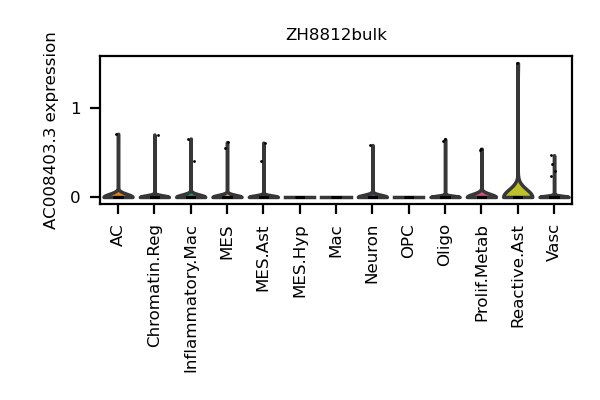 ZH8812bulk
AC008403.3 expression
1
0
AC
Chromatin.Reg
Inflammatory.Mac
MES
MES.Ast
MES.Hyp
Mac
Neuron
OPC
Oligo
Prolif.Metab
Reactive.Ast
Vasc